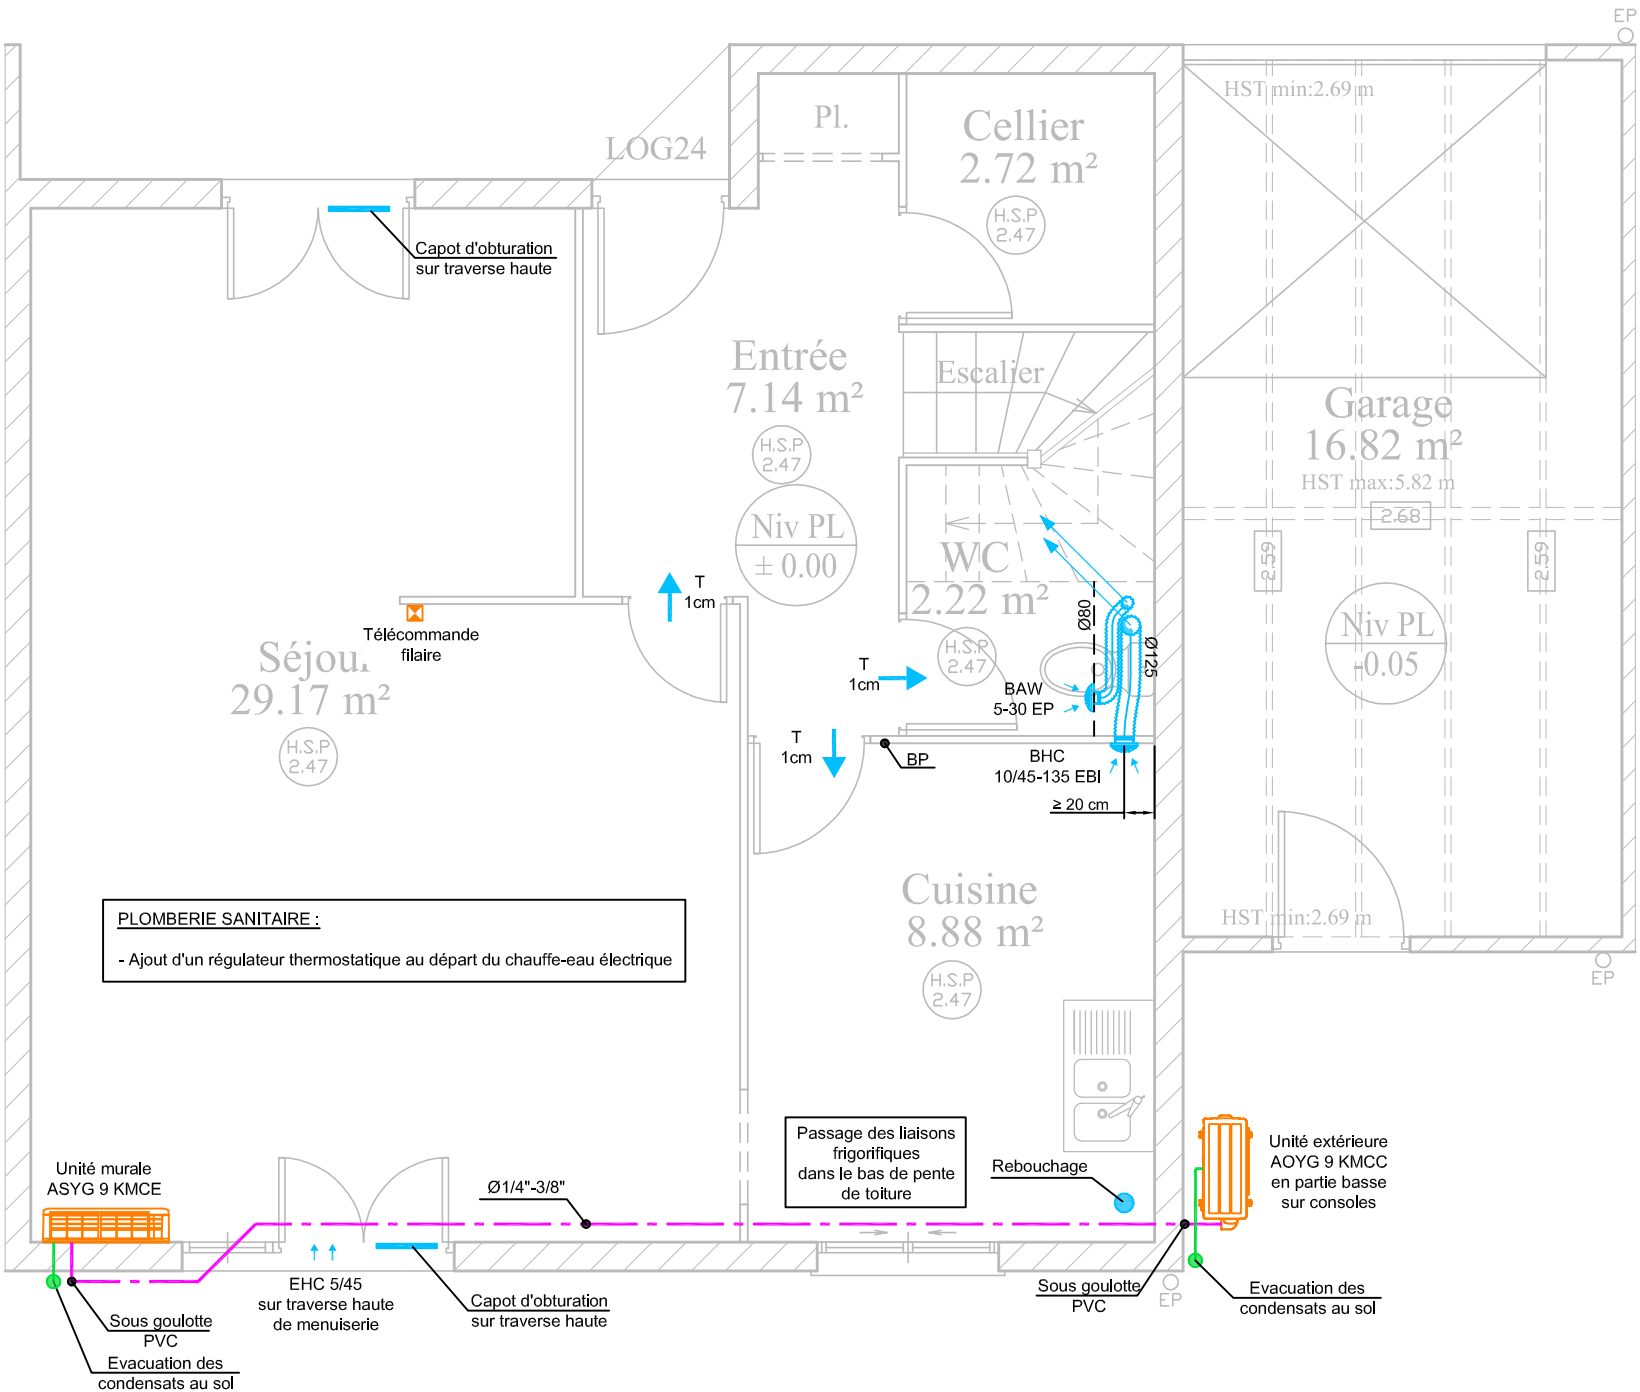 EP
HST min:2.69 m
Pl.
Cellier
2.72 m²
LOG24
H.S.P
2.47
Capot d'obturation
sur traverse haute
Entrée
7.14 m²
Escalier
H.S.P
2.47
Garage
16.82 m²
HST max:5.82 m
2.68
Niv PL
± 0.00
2.59
2.59
WC
2.22 m²
T
1cm
Ø80
Télécommande
filaire
Séjour
29.17 m²
H.S.P
2.47
Niv PL
-0.05
Ø125
T
1cm
H.S.P
2.47
BAW
5-30 EP
T
1cm
BP
BHC
10/45-135 EBI
≥ 20 cm
Cuisine
8.88 m²
H.S.P
2.47
HST min:2.69 m
EP
PLOMBERIE SANITAIRE :
- Ajout d'un régulateur thermostatique au départ du chauffe-eau électrique
Passage des liaisons
frigorifiques
dans le bas de pente
de toiture
Rebouchage
Unité extérieure
AOYG 9 KMCC
en partie basse
sur consoles
Unité murale
ASYG 9 KMCE
Ø1/4"-3/8"
EHC 5/45
sur traverse haute
de menuiserie
Capot d'obturation
sur traverse haute
Sous goulotte
PVC
EP
Evacuation des
condensats au sol
Sous goulotte
PVC
Evacuation des
condensats au sol